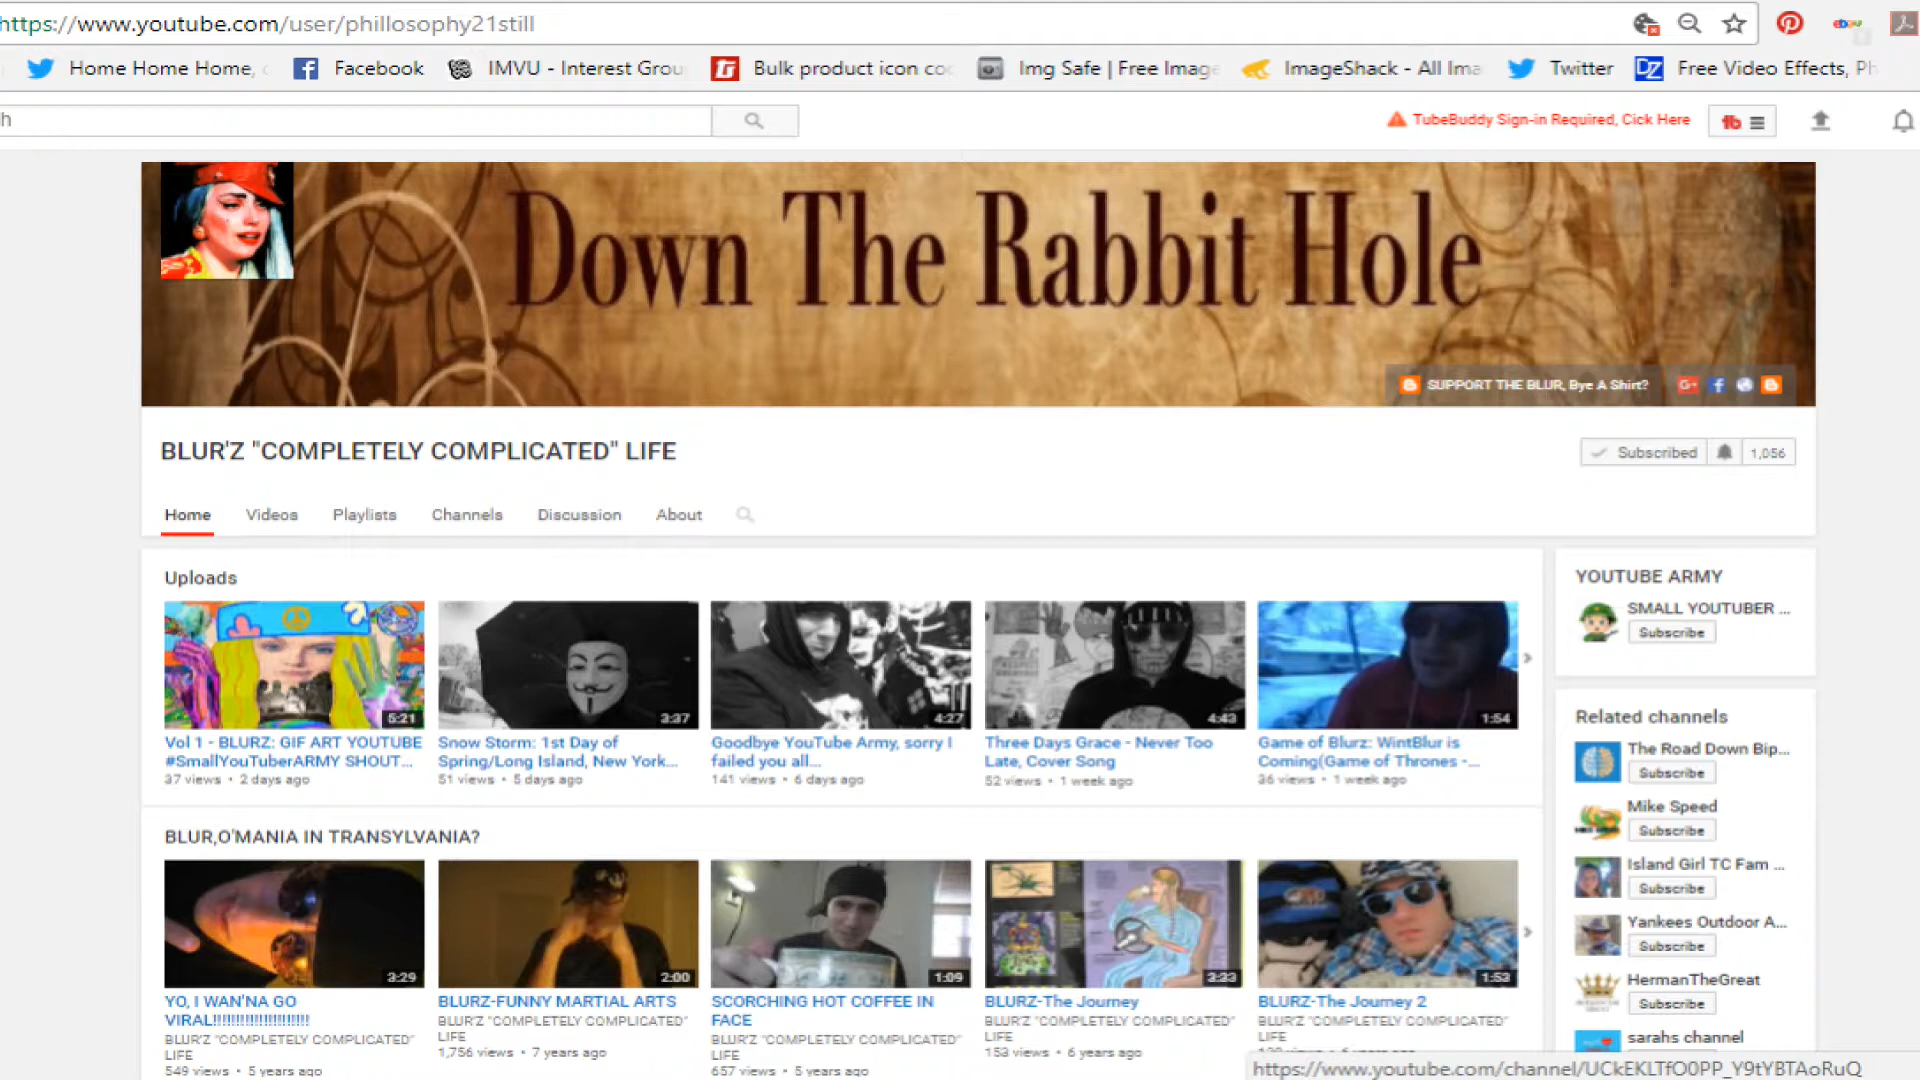 https://www.youtube.com/user/phillosophy21still
Home Home Home,
Facebook
IMVU - Interest Grou
Bulk product icon co
Img Safe | Free Image
ImageShack - All Ima
Twitter
Free Video Effects, Ph
h
TubeBuddy Sign-in Required, Cick Here
Down The Rabbit Hole
SUPPORT THE BLUR, Bye A Shirt?
BLUR'Z "COMPLETELY COMPLICATED" LIFE
Subscribed
1,056
Home
Videos
Playlists
Channels
Discussion
About
Uploads
5:21
3:37
4:27
4:43
1:54
Vol 1 - BLURZ: GIF ART YOUTUBE
#SmallYouTuberARMY SHOUT...
37 views • 2 days ago
Snow Storm: 1st Day of
Spring/Long Island, New York...
51 views • 5 days ago
Goodbye YouTube Army, sorry I
failed you all...
141 views • 6 days ago
Three Days Grace - Never Too
Late, Cover Song
52 views • 1 week ago
Game of Blurz: WintBlur is
Coming(Game of Thrones -...
36 views • 1 week ago
BLUR,O'MANIA IN TRANSYLVANIA?
3:29
2:00
1:09
3:33
1:53
YO, I WAN'NA GO
VIRAL!!!!!!!!!!!!!!!!!!!!!!
BLUR'Z "COMPLETELY COMPLICATED"
LIFE
549 views • 5 years ago
BLURZ-FUNNY MARTIAL ARTS
BLUR'Z "COMPLETELY COMPLICATED"
LIFE
1,756 views • 7 years ago
SCORCHING HOT COFFEE IN
FACE
BLUR'Z "COMPLETELY COMPLICATED"
LIFE
657 views • 5 years ago
BLURZ-The Journey
BLUR'Z "COMPLETELY COMPLICATED"
LIFE
153 views • 6 years ago
BLURZ-The Journey 2
BLUR'Z "COMPLETELY COMPLICATED"
LIFE
YOUTUBE ARMY
SMALL YOUTUBER ...
Subscribe
Related channels
The Road Down Bip...
Subscribe
Mike Speed
Subscribe
Island Girl TC Fam ...
Subscribe
Yankees Outdoor A...
Subscribe
HermanTheGreat
Subscribe
sarahs channel
https://www.youtube.com/channel/UCkEKLTfO0PP_Y9tYBTAoRuQ